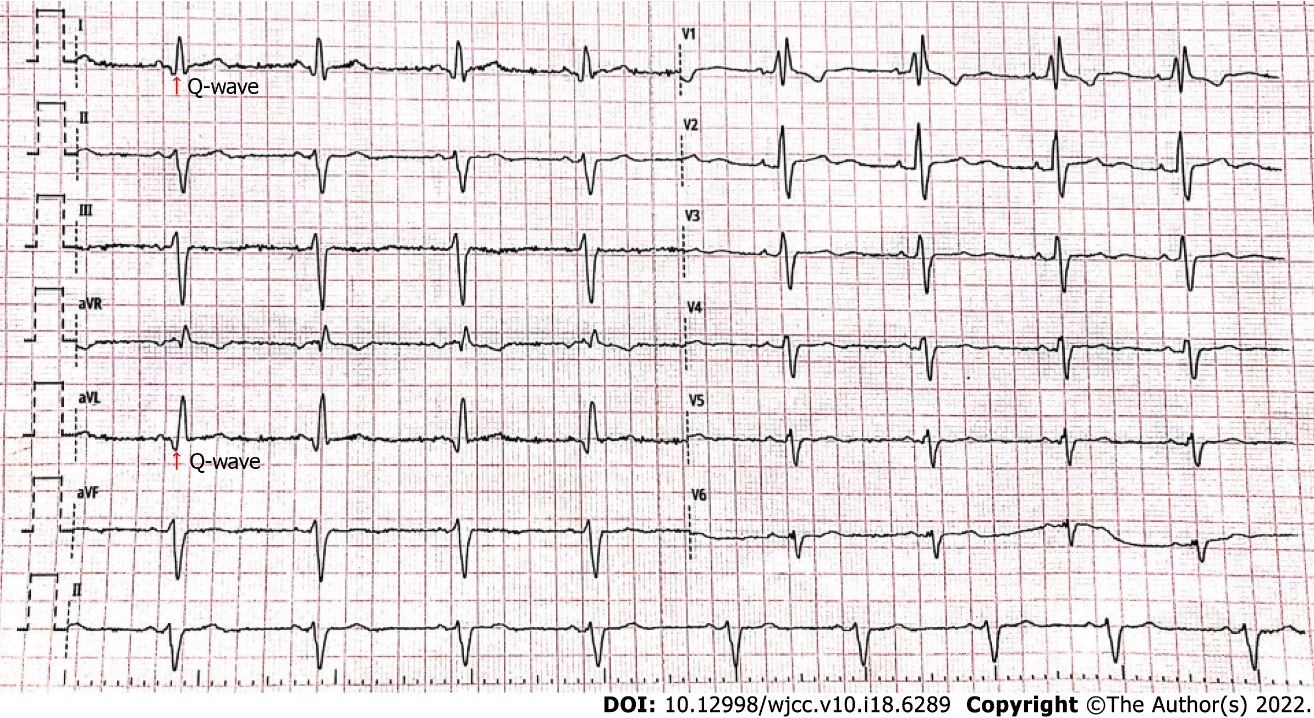 I
V1
↑ Q-wave
II
V2
III
V3
aVR
V4
aVL
V5
↑ Q-wave
aVF
V6
II
DOI: 10.12998/wjcc.v10.i18.6289 Copyright ©The Author(s) 2022.